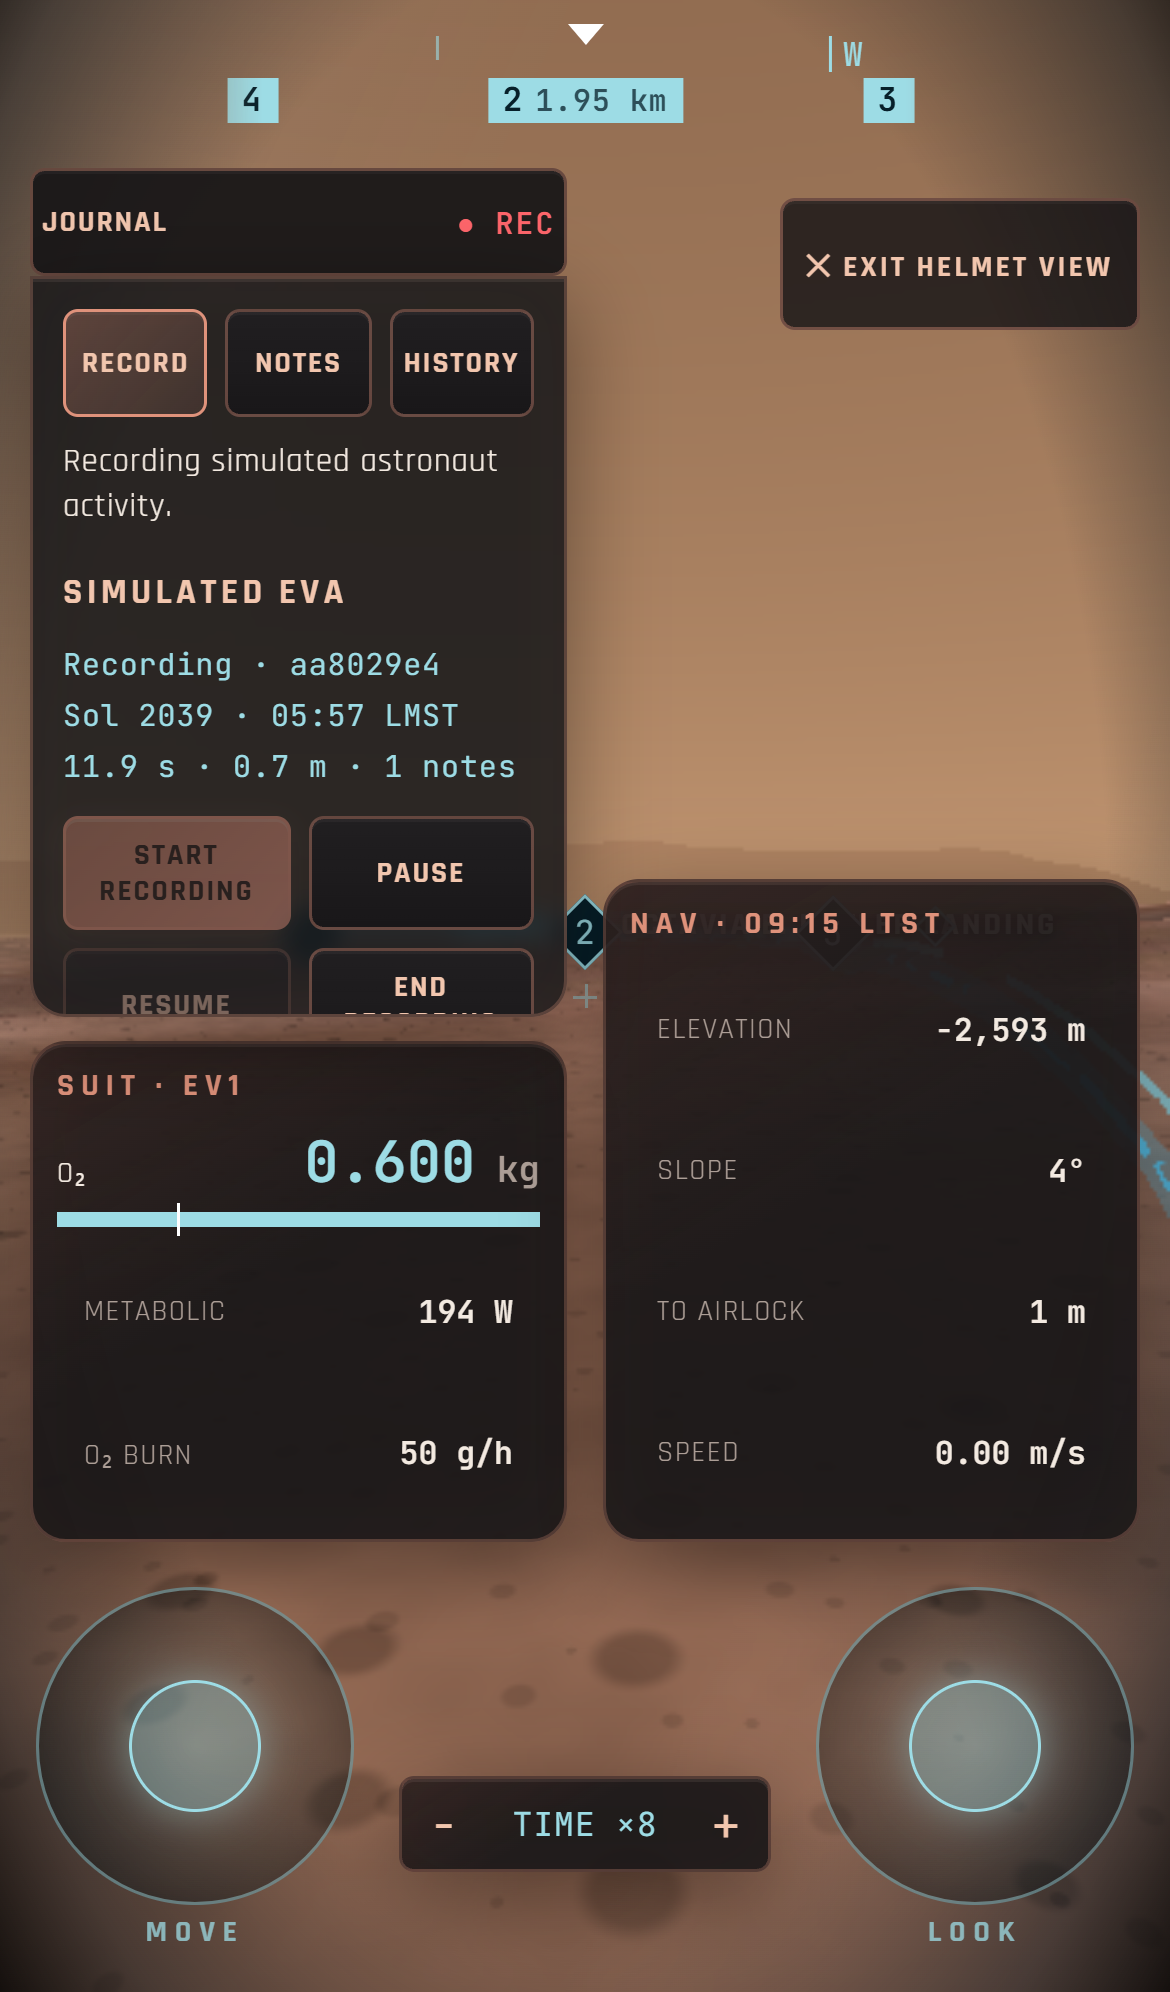 W
4
2 1.95 km
3
JOURNAL
● REC
× EXIT HELMET VIEW
RECORD
NOTES
HISTORY
Recording simulated astronaut
activity.
SIMULATED EVA
Recording · aa8029e4
Sol 2039 · 05:57 LMST
11.9 s · 0.7 m · 1 notes
START
RECORDING
PAUSE
RESUME
END
2
NAV · 09:15 LTST
ELEVATION -2,593 m
SLOPE 4°
TO AIRLOCK 1 m
SPEED 0.00 m/s
SUIT · EV1
O₂ 0.600 kg
METABOLIC 194 W
O₂ BURN 50 g/h
- TIME ×8 +
MOVE
LOOK